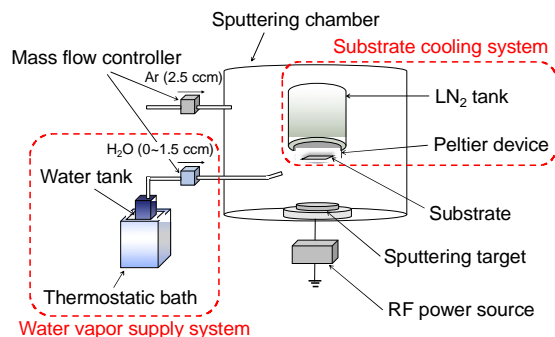 Sputtering chamber
Substrate cooling system
Mass flow controller
Ar (2.5 ccm)
LN₂ tank
H₂O (0~1.5 ccm)
Peltier device
Water tank
Substrate
Sputtering target
Thermostatic bath
RF power source
Water vapor supply system